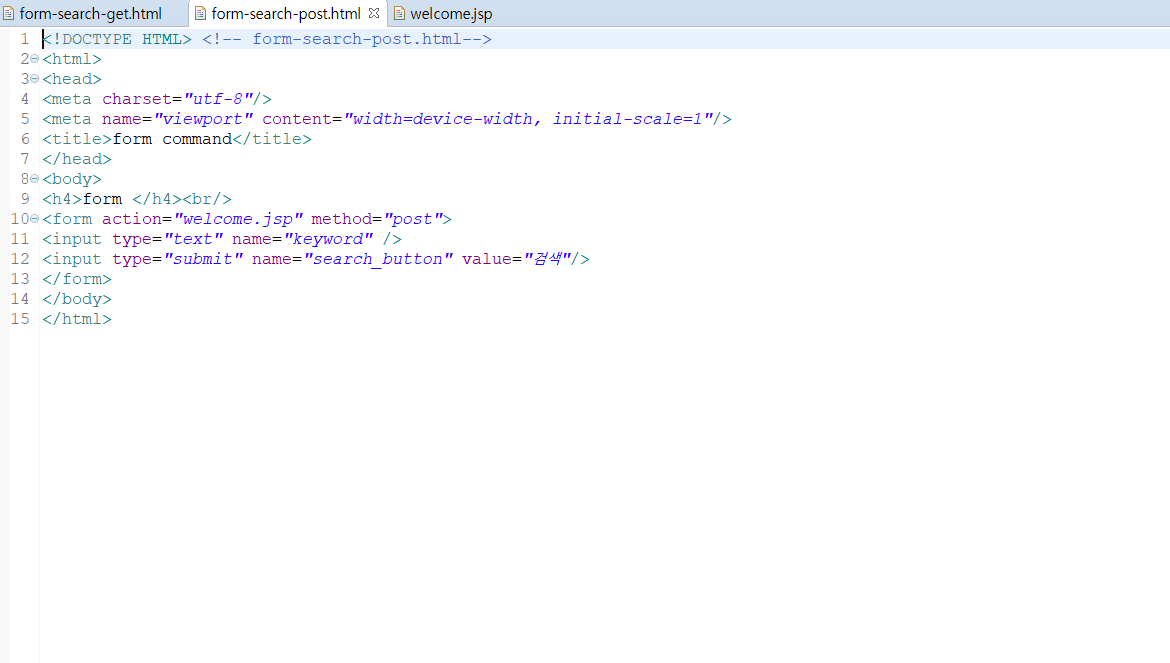 form-search-get.html
form-search-post.html
welcome.jsp
1 <!DOCTYPE HTML> <!-- form-search-post.html-->
2 <html>
3 <head>
4 <meta charset="utf-8"/>
5 <meta name="viewport" content="width=device-width, initial-scale=1"/>
6 <title>form command</title>
7 </head>
8 <body>
9 <h4>form </h4><br/>
10 <form action="welcome.jsp" method="post">
11 <input type="text" name="keyword" />
12 <input type="submit" name="search_button" value="검색"/>
13 </form>
14 </body>
15 </html>